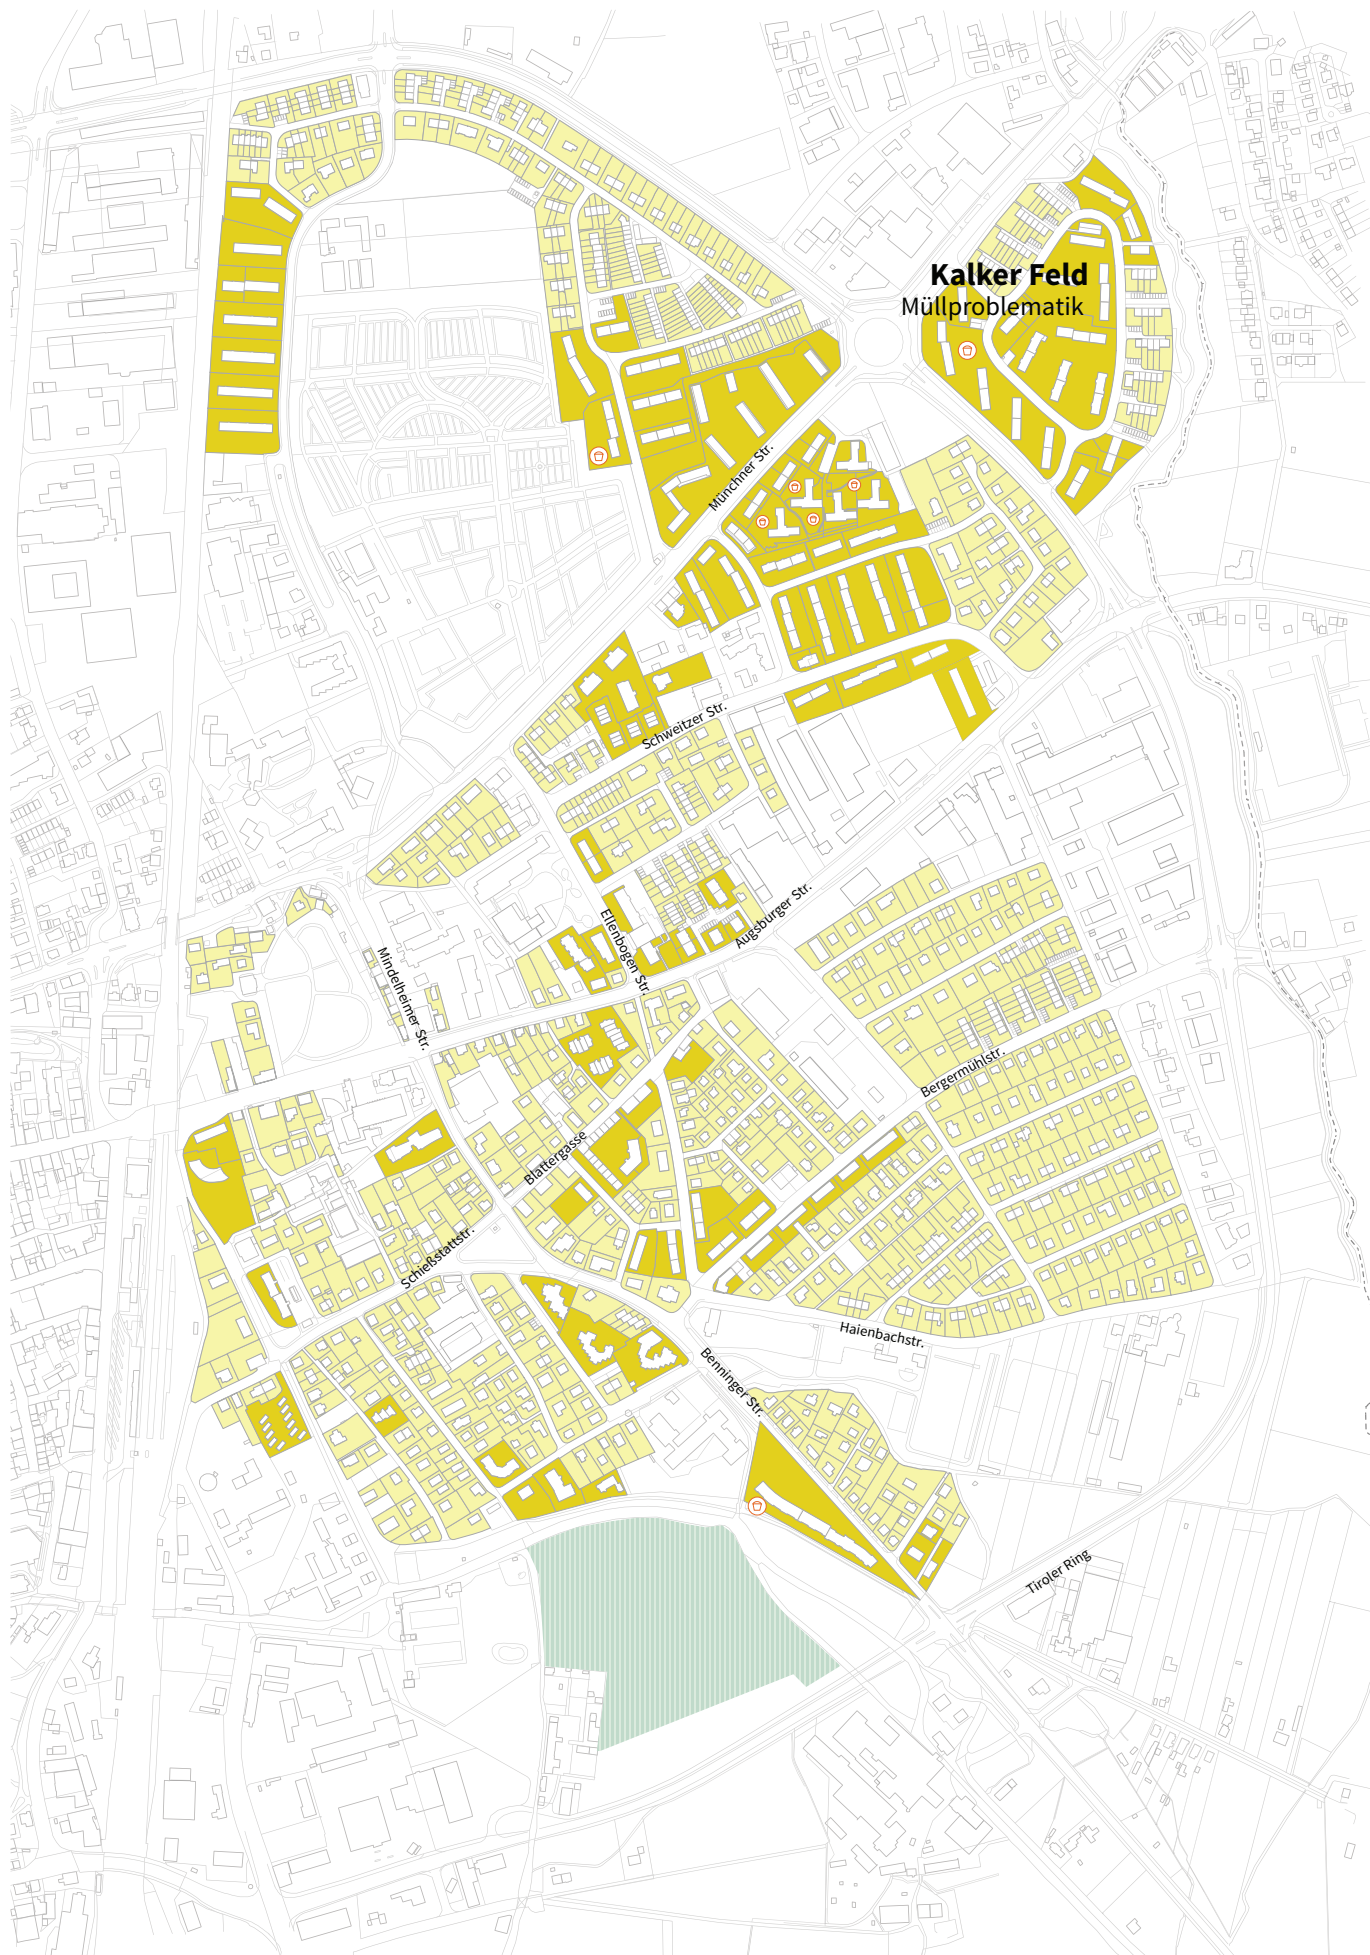 Kalker Feld
Müllproblematik
Münchner Str.
Schweitzer Str.
Augsburger Str.
Ellenbogen Str.
Mindelheimer Str.
Bergermühlstr.
Blattergasse
Schießstattstr.
Haienbachstr.
Benninger Str.
Tiroler Ring